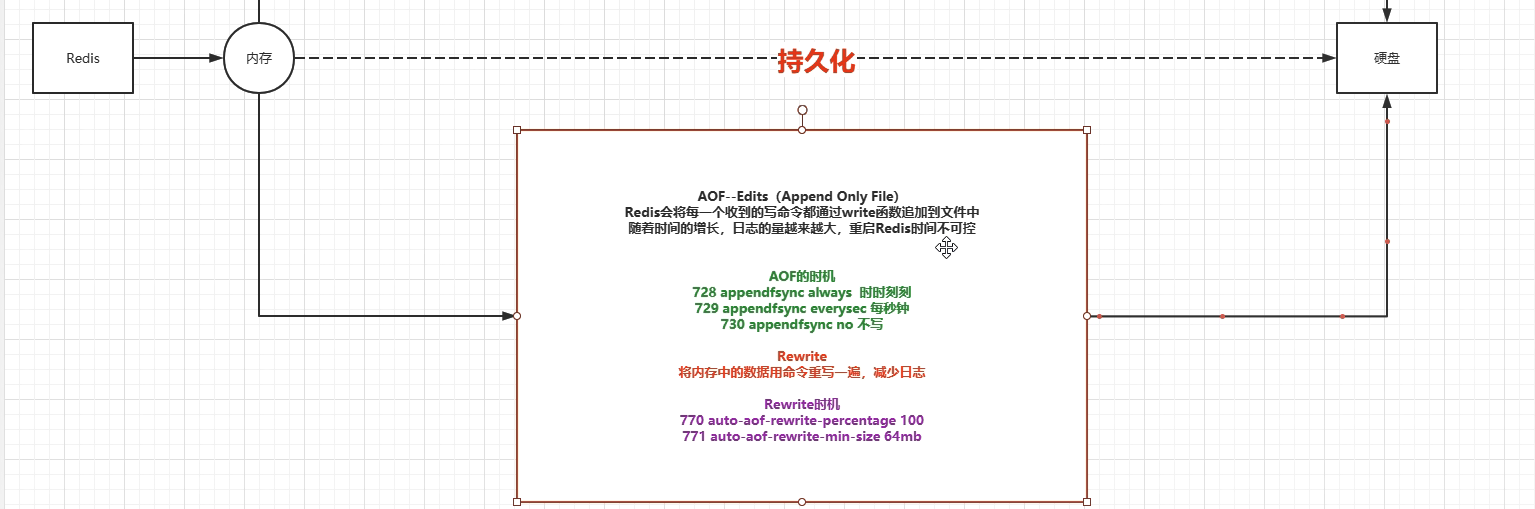 Redis
内存
持久化
硬盘
AOF--Edits（Append Only File）
Redis会将每一个收到的写命令都通过write函数追加到文件中
随着时间的增长，日志的量越来越大，重启Redis时间不可控
AOF的时机
728 appendfsync always  时时刻刻
729 appendfsync everysec 每秒钟
730 appendfsync no 不写
Rewrite
将内存中的数据用命令重写一遍，减少日志
Rewrite时机
770 auto-aof-rewrite-percentage 100
771 auto-aof-rewrite-min-size 64mb